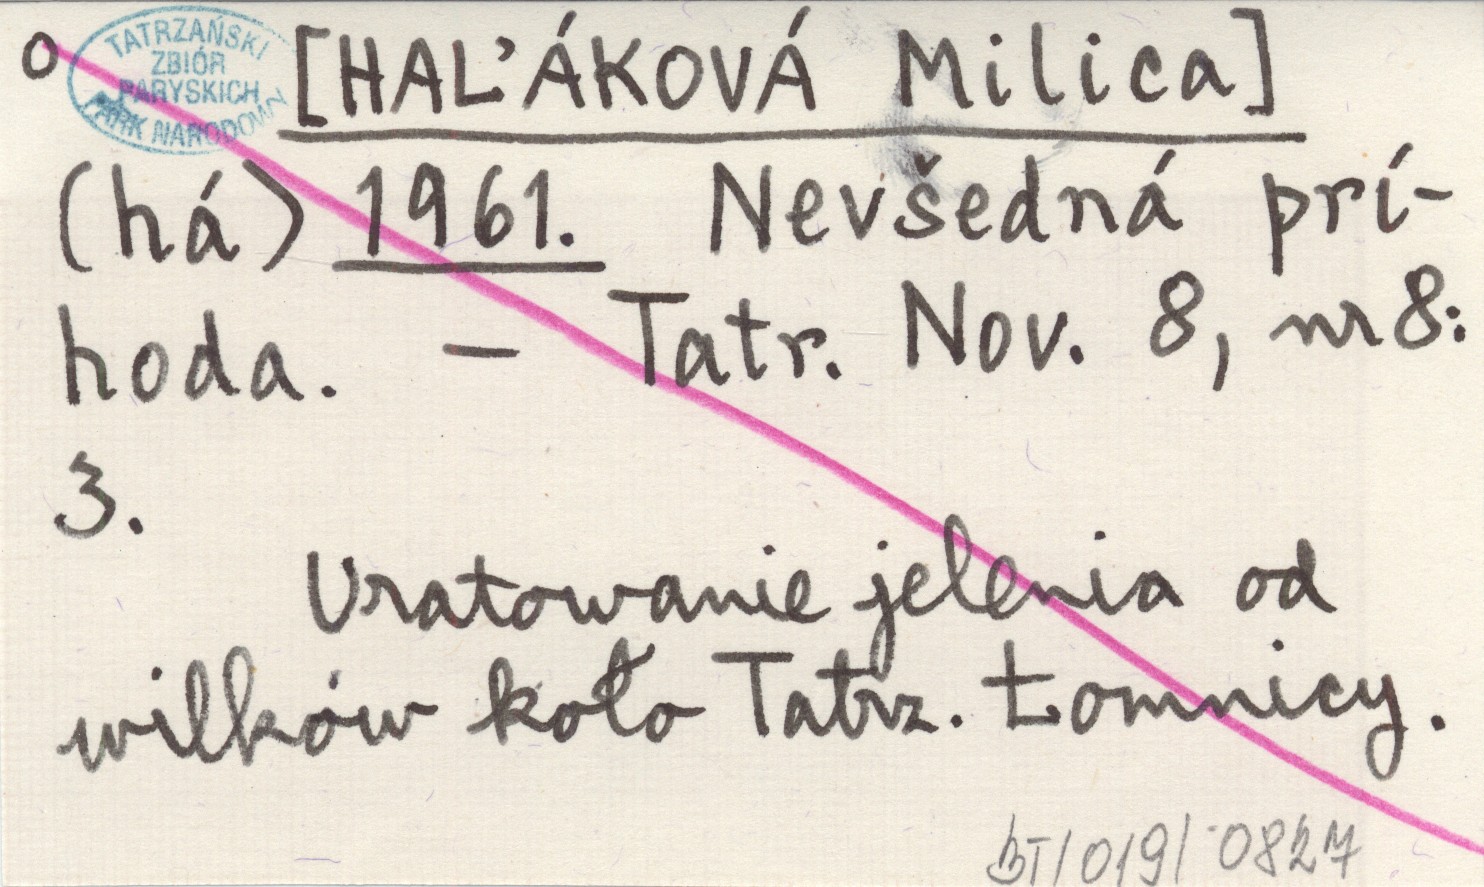 o
TATRZAŃSKI
ZBIÓR
PARYSKICH
PARK NARODOWY
[HAĽÁKOVÁ Milica]
(há) 1961. Nevšedná prí-
hoda. – Tatr. Nov. 8, nr 8:
3.
Uratowanie jelenia od
wilków koło Tatrz. Łomnicy.
BT/019/0827